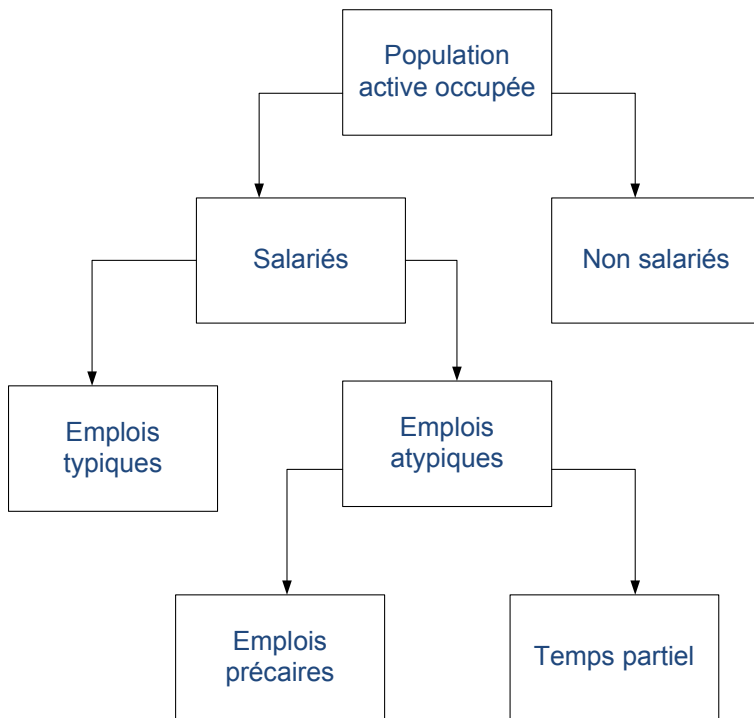 Population
active occupée
Salariés
Non salariés
Emplois
typiques
Emplois
atypiques
Emplois
précaires
Temps partiel